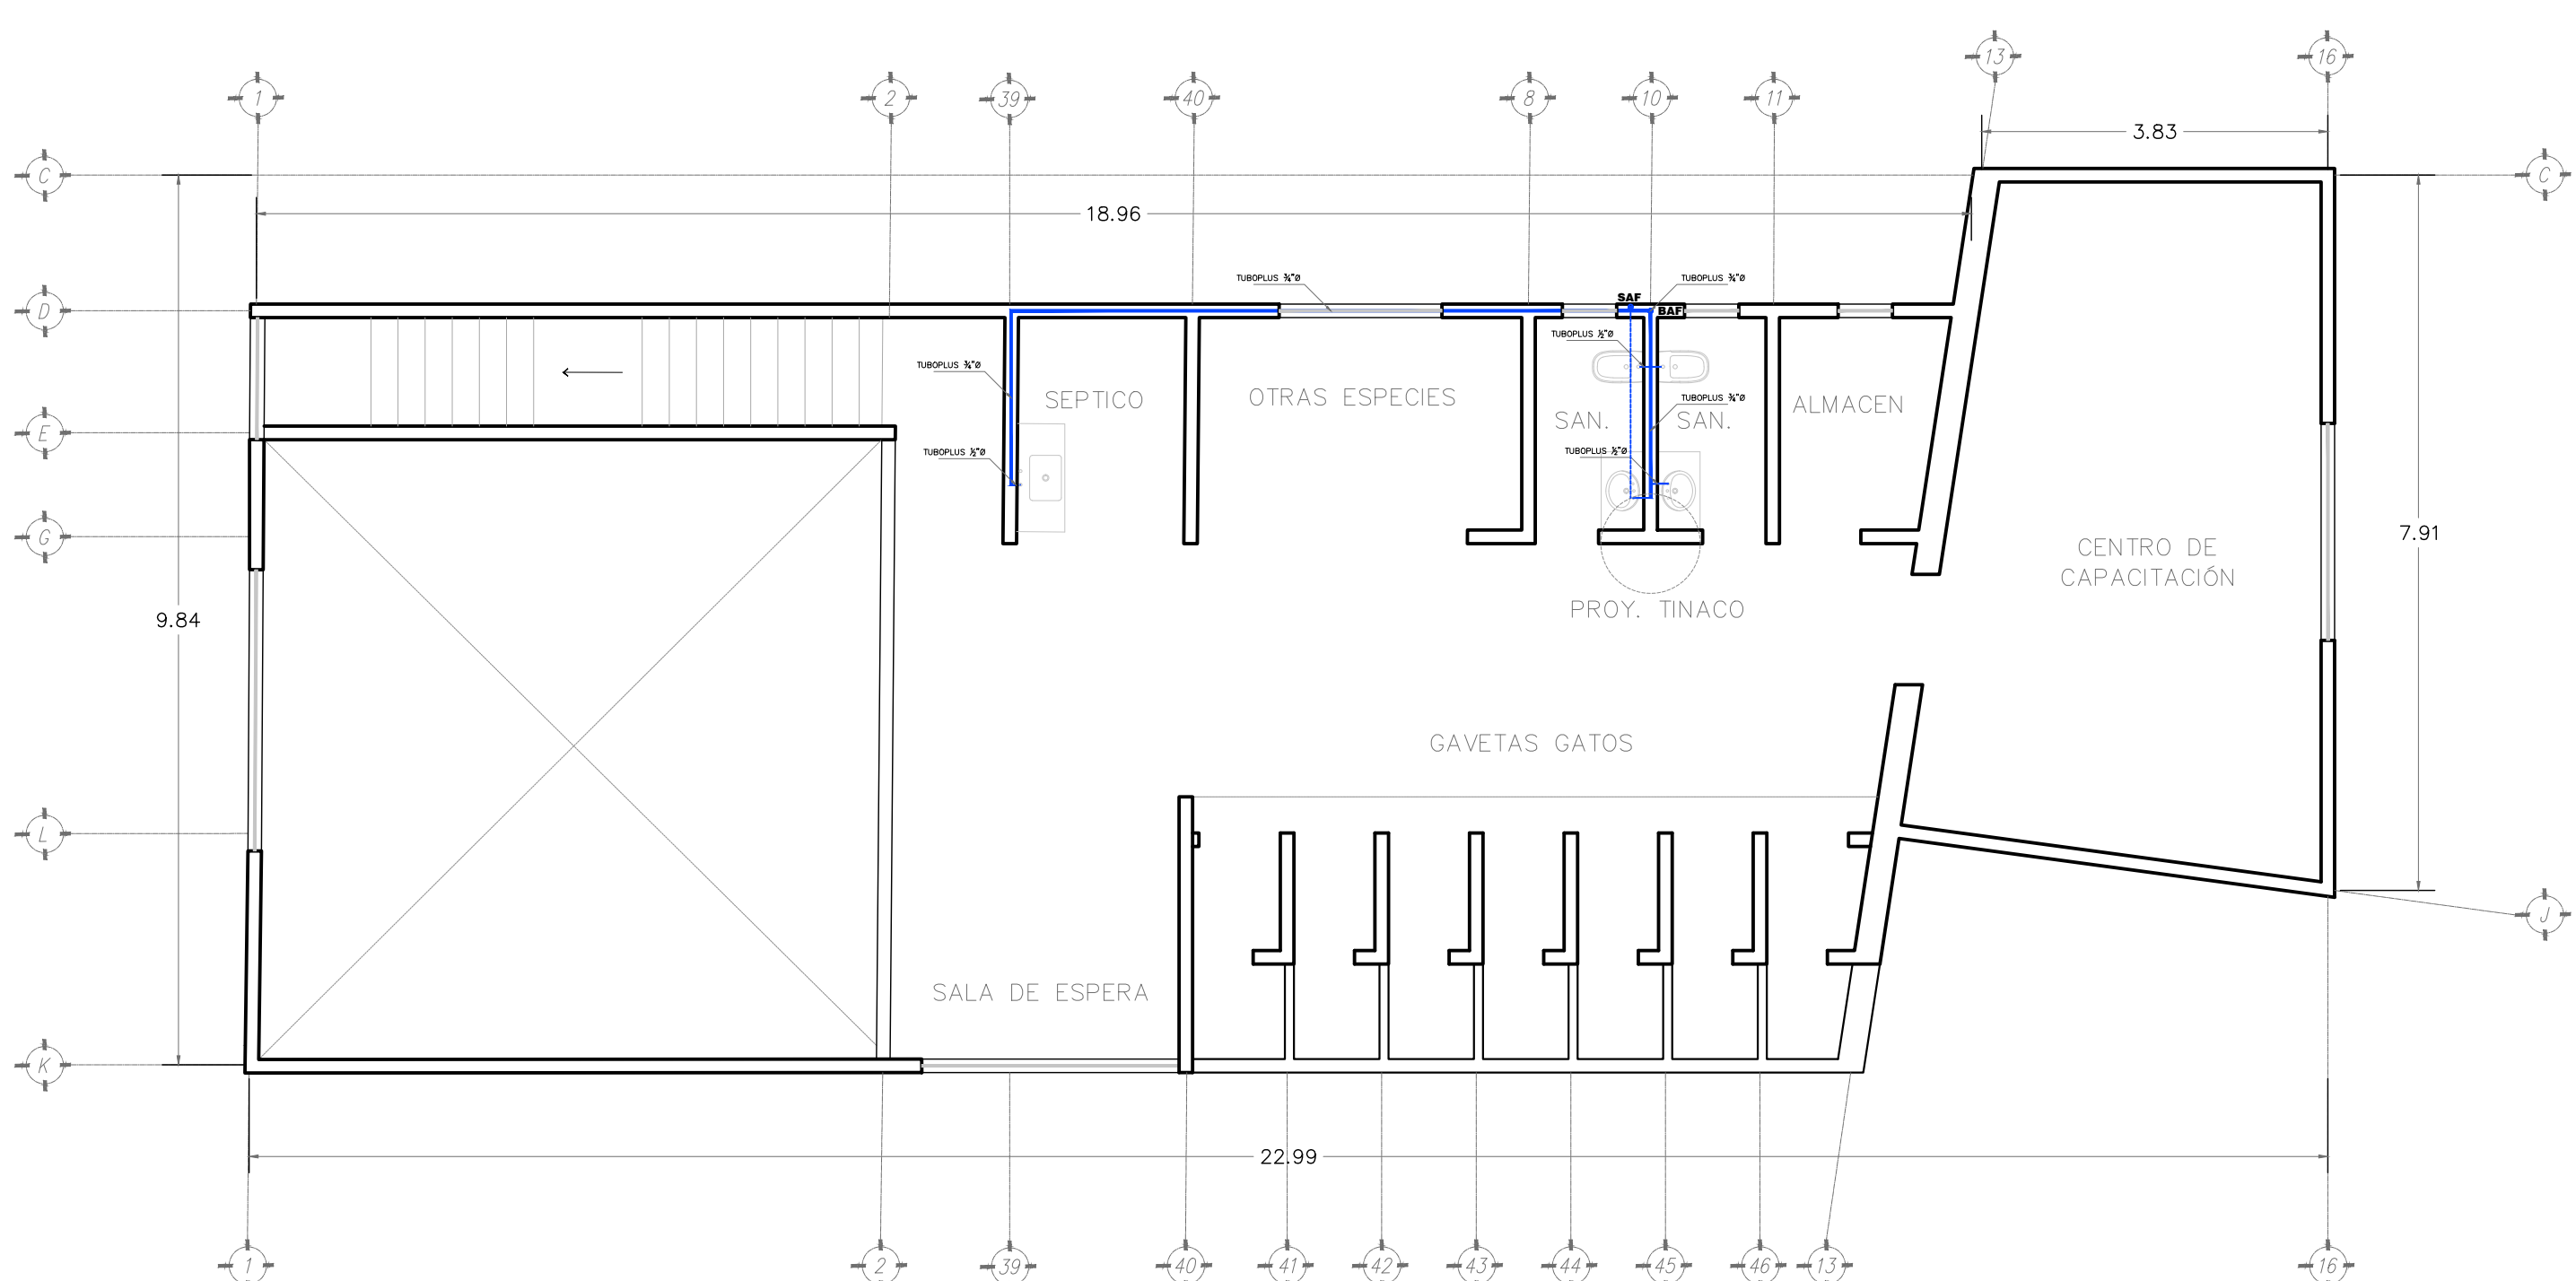 13
16
1
2
39
40
8
10
11
3.83
C
C
18.96
TUBOPLUS ¾"Ø
TUBOPLUS ¾"Ø
SAF
BAF
D
TUBOPLUS ½"Ø
TUBOPLUS ¾"Ø
SEPTICO
OTRAS ESPECIES
TUBOPLUS ¾"Ø
ALMACEN
SAN.
SAN.
E
TUBOPLUS ½"Ø
TUBOPLUS ½"Ø
G
7.91
CENTRO DE
CAPACITACIÓN
PROY. TINACO
9.84
GAVETAS GATOS
L
J
SALA DE ESPERA
K
22.99
1
2
39
40
41
42
43
44
45
46
13
16